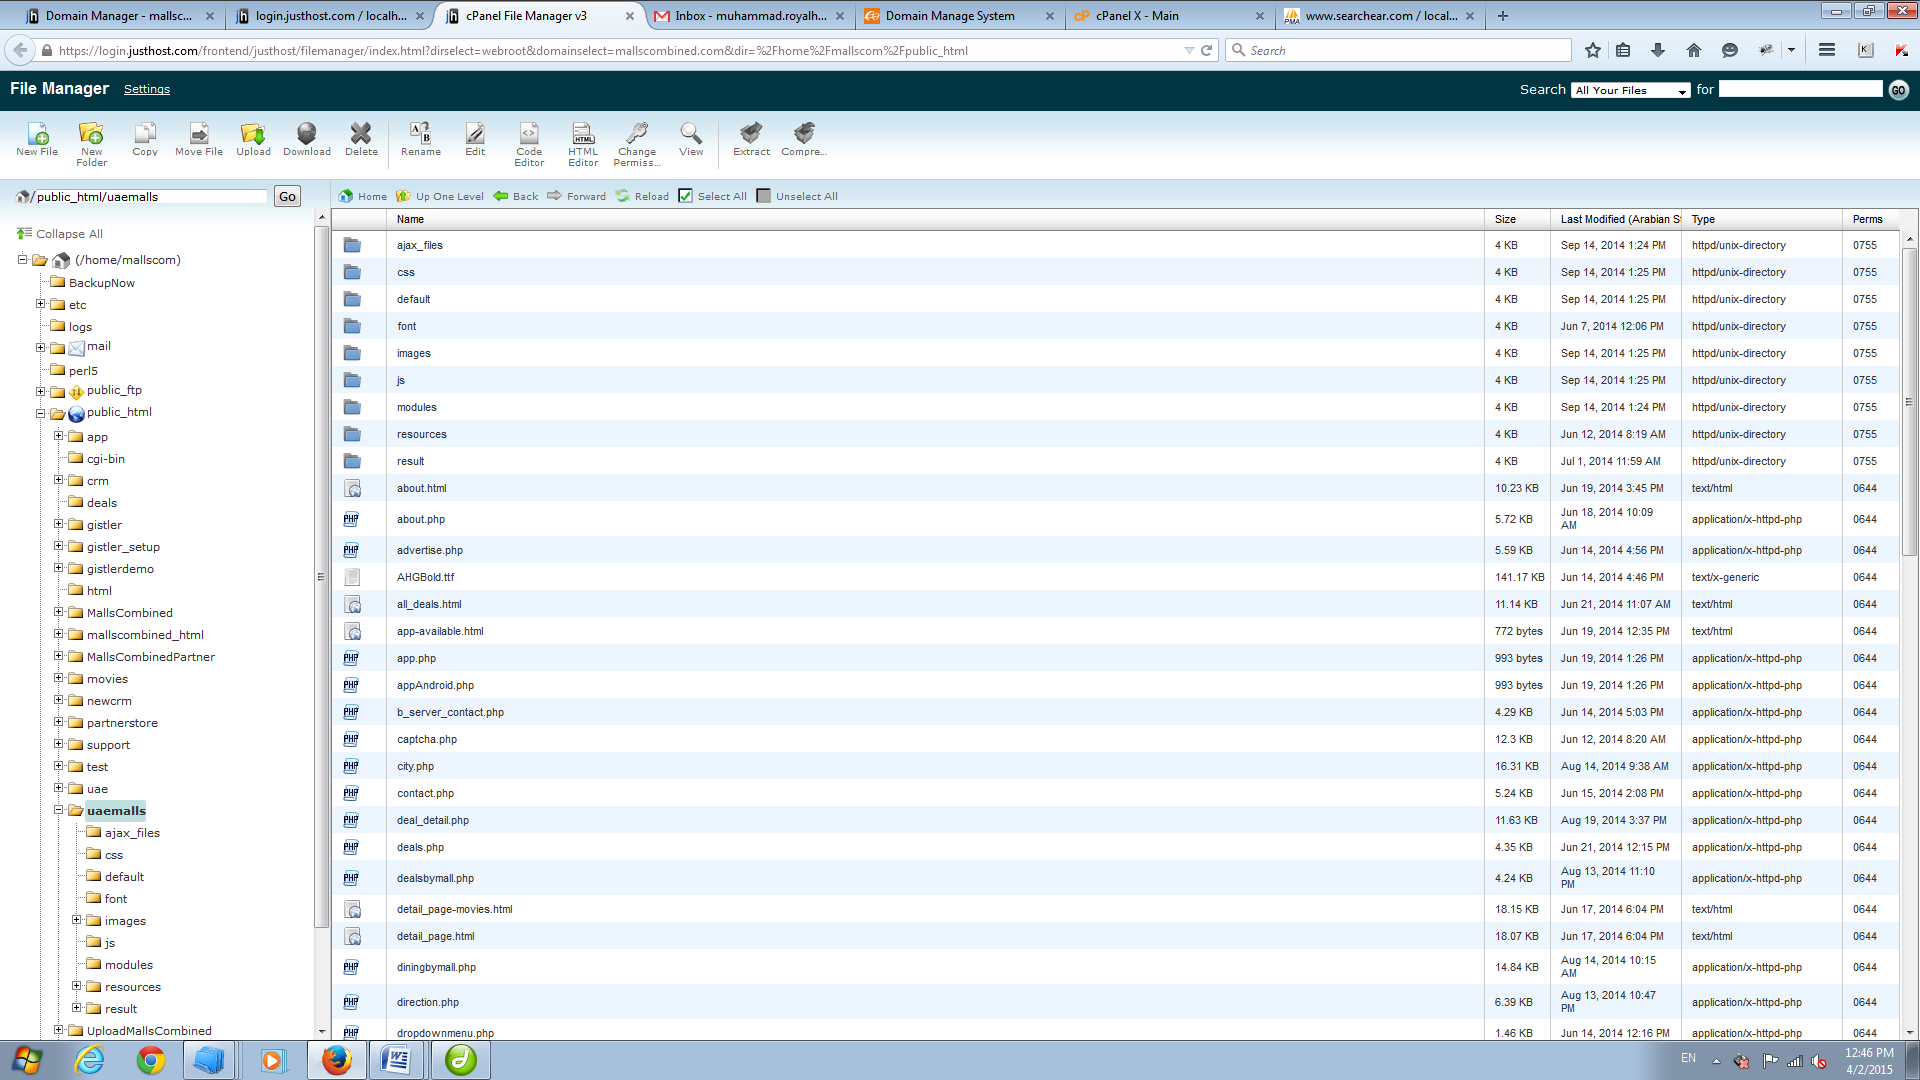 Domain Manager - mallsc... login.justhost.com / localh... cPanel File Manager v3 Inbox - muhammad.royalh... Domain Manage System cPanel X - Main www.searchear.com / local...
https://login.justhost.com/frontend/justhost/filemanager/index.html?dirselect=webroot&domainselect=mallscombined.com&dir=%2Fhome%2Fmallscom%2Fpublic_html Search
File Manager Settings Search All Your Files for GO
New File New Folder Copy Move File Upload Download Delete Rename Edit Code Editor HTML Editor Change Permiss... View Extract Compre...
/public_html/uaemalls Go
Home Up One Level Back Forward Reload Select All Unselect All
Collapse All
(/home/mallscom)
BackupNow
etc
logs
mail
perl5
public_ftp
public_html
app
cgi-bin
crm
deals
gistler
gistler_setup
gistlerdemo
html
MallsCombined
mallscombined_html
MallsCombinedPartner
movies
newcrm
partnerstore
support
test
uae
uaemalls
ajax_files
css
default
font
images
js
modules
resources
result
UploadMallsCombined
Name Size Last Modified (Arabian S Type Perms
ajax_files 4 KB Sep 14, 2014 1:24 PM httpd/unix-directory 0755
css 4 KB Sep 14, 2014 1:25 PM httpd/unix-directory 0755
default 4 KB Sep 14, 2014 1:25 PM httpd/unix-directory 0755
font 4 KB Jun 7, 2014 12:06 PM httpd/unix-directory 0755
images 4 KB Sep 14, 2014 1:25 PM httpd/unix-directory 0755
js 4 KB Sep 14, 2014 1:25 PM httpd/unix-directory 0755
modules 4 KB Sep 14, 2014 1:24 PM httpd/unix-directory 0755
resources 4 KB Jun 12, 2014 8:19 AM httpd/unix-directory 0755
result 4 KB Jul 1, 2014 11:59 AM httpd/unix-directory 0755
about.html 10.23 KB Jun 19, 2014 3:45 PM text/html 0644
about.php 5.72 KB Jun 18, 2014 10:09 AM application/x-httpd-php 0644
advertise.php 5.59 KB Jun 14, 2014 4:56 PM application/x-httpd-php 0644
AHGBold.ttf 141.17 KB Jun 14, 2014 4:46 PM text/x-generic 0644
all_deals.html 11.14 KB Jun 21, 2014 11:07 AM text/html 0644
app-available.html 772 bytes Jun 19, 2014 12:35 PM text/html 0644
app.php 993 bytes Jun 19, 2014 1:26 PM application/x-httpd-php 0644
appAndroid.php 993 bytes Jun 19, 2014 1:26 PM application/x-httpd-php 0644
b_server_contact.php 4.29 KB Jun 14, 2014 5:03 PM application/x-httpd-php 0644
captcha.php 12.3 KB Jun 12, 2014 8:20 AM application/x-httpd-php 0644
city.php 16.31 KB Aug 14, 2014 9:38 AM application/x-httpd-php 0644
contact.php 5.24 KB Jun 15, 2014 2:08 PM application/x-httpd-php 0644
deal_detail.php 11.63 KB Aug 19, 2014 3:37 PM application/x-httpd-php 0644
deals.php 4.35 KB Jun 21, 2014 12:15 PM application/x-httpd-php 0644
dealsbymall.php 4.24 KB Aug 13, 2014 11:10 PM application/x-httpd-php 0644
detail_page-movies.html 18.15 KB Jun 17, 2014 6:04 PM text/html 0644
detail_page.html 18.07 KB Jun 17, 2014 6:04 PM text/html 0644
diningbymall.php 14.84 KB Aug 14, 2014 10:15 AM application/x-httpd-php 0644
direction.php 6.39 KB Aug 13, 2014 10:47 PM application/x-httpd-php 0644
dropdownmenu.php 1.46 KB Jun 14, 2014 12:16 PM application/x-httpd-php 0644
EN 12:46 PM
4/2/2015